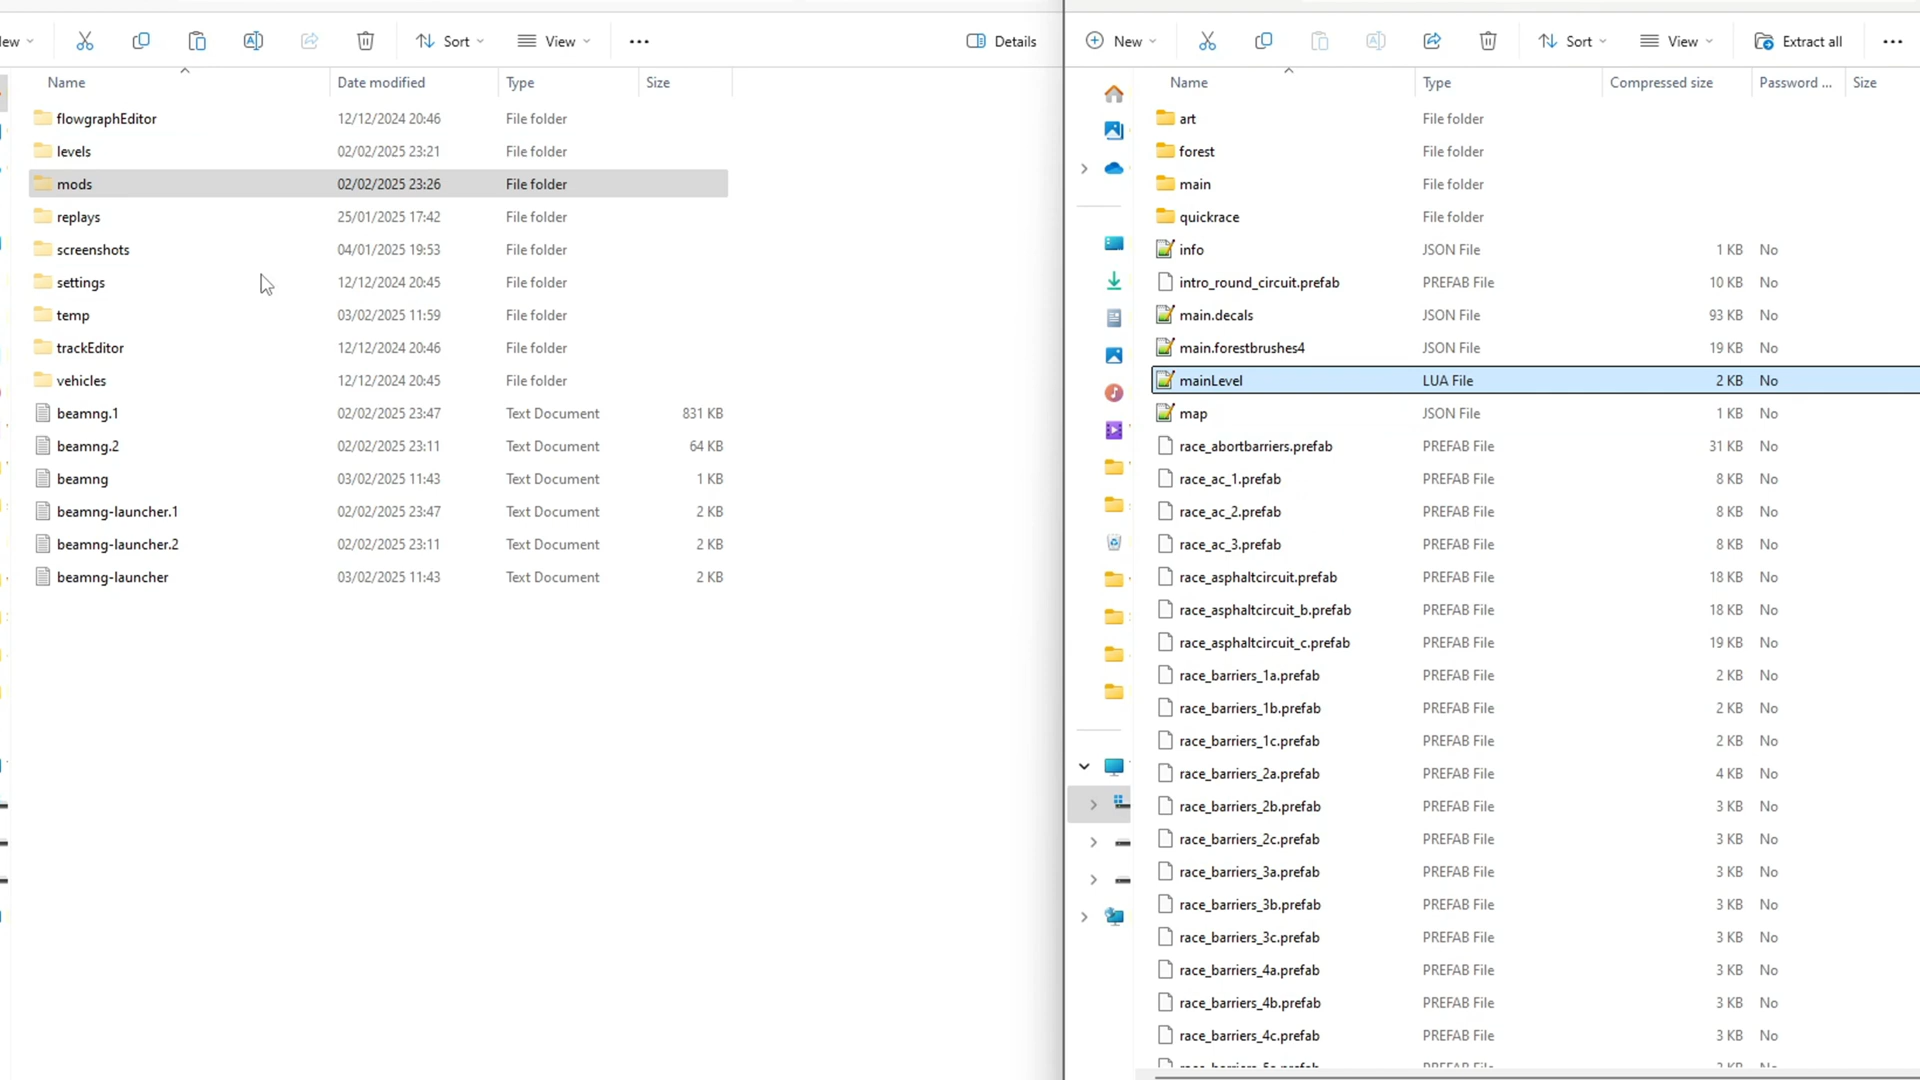 ew
Sort
View
Details
Name Date modified Type Size
flowgraphEditor 12/12/2024 20:46 File folder
levels 02/02/2025 23:21 File folder
mods 02/02/2025 23:26 File folder
replays 25/01/2025 17:42 File folder
screenshots 04/01/2025 19:53 File folder
settings 12/12/2024 20:45 File folder
temp 03/02/2025 11:59 File folder
trackEditor 12/12/2024 20:46 File folder
vehicles 12/12/2024 20:45 File folder
beamng.1 02/02/2025 23:47 Text Document 831 KB
beamng.2 02/02/2025 23:11 Text Document 64 KB
beamng 03/02/2025 11:43 Text Document 1 KB
beamng-launcher.1 02/02/2025 23:47 Text Document 2 KB
beamng-launcher.2 02/02/2025 23:11 Text Document 2 KB
beamng-launcher 03/02/2025 11:43 Text Document 2 KB
New
Sort
View
Extract all
Name Type Compressed size Password ... Size
art File folder
forest File folder
main File folder
quickrace File folder
info JSON File 1 KB No
intro_round_circuit.prefab PREFAB File 10 KB No
main.decals JSON File 93 KB No
main.forestbrushes4 JSON File 19 KB No
mainLevel LUA File 2 KB No
map JSON File 1 KB No
race_abortbarriers.prefab PREFAB File 31 KB No
race_ac_1.prefab PREFAB File 8 KB No
race_ac_2.prefab PREFAB File 8 KB No
race_ac_3.prefab PREFAB File 8 KB No
race_asphaltcircuit.prefab PREFAB File 18 KB No
race_asphaltcircuit_b.prefab PREFAB File 18 KB No
race_asphaltcircuit_c.prefab PREFAB File 19 KB No
race_barriers_1a.prefab PREFAB File 2 KB No
race_barriers_1b.prefab PREFAB File 2 KB No
race_barriers_1c.prefab PREFAB File 2 KB No
race_barriers_2a.prefab PREFAB File 4 KB No
race_barriers_2b.prefab PREFAB File 3 KB No
race_barriers_2c.prefab PREFAB File 3 KB No
race_barriers_3a.prefab PREFAB File 3 KB No
race_barriers_3b.prefab PREFAB File 3 KB No
race_barriers_3c.prefab PREFAB File 3 KB No
race_barriers_4a.prefab PREFAB File 3 KB No
race_barriers_4b.prefab PREFAB File 3 KB No
race_barriers_4c.prefab PREFAB File 3 KB No